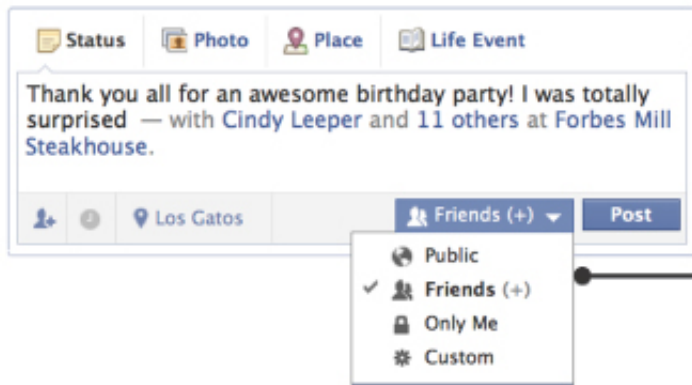 Status Photo Place Life Event
Thank you all for an awesome birthday party! I was totally
surprised — with Cindy Leeper and 11 others at Forbes Mill
Steakhouse.
Los Gatos Friends (+) Post
Public
Friends (+)
Only Me
Custom